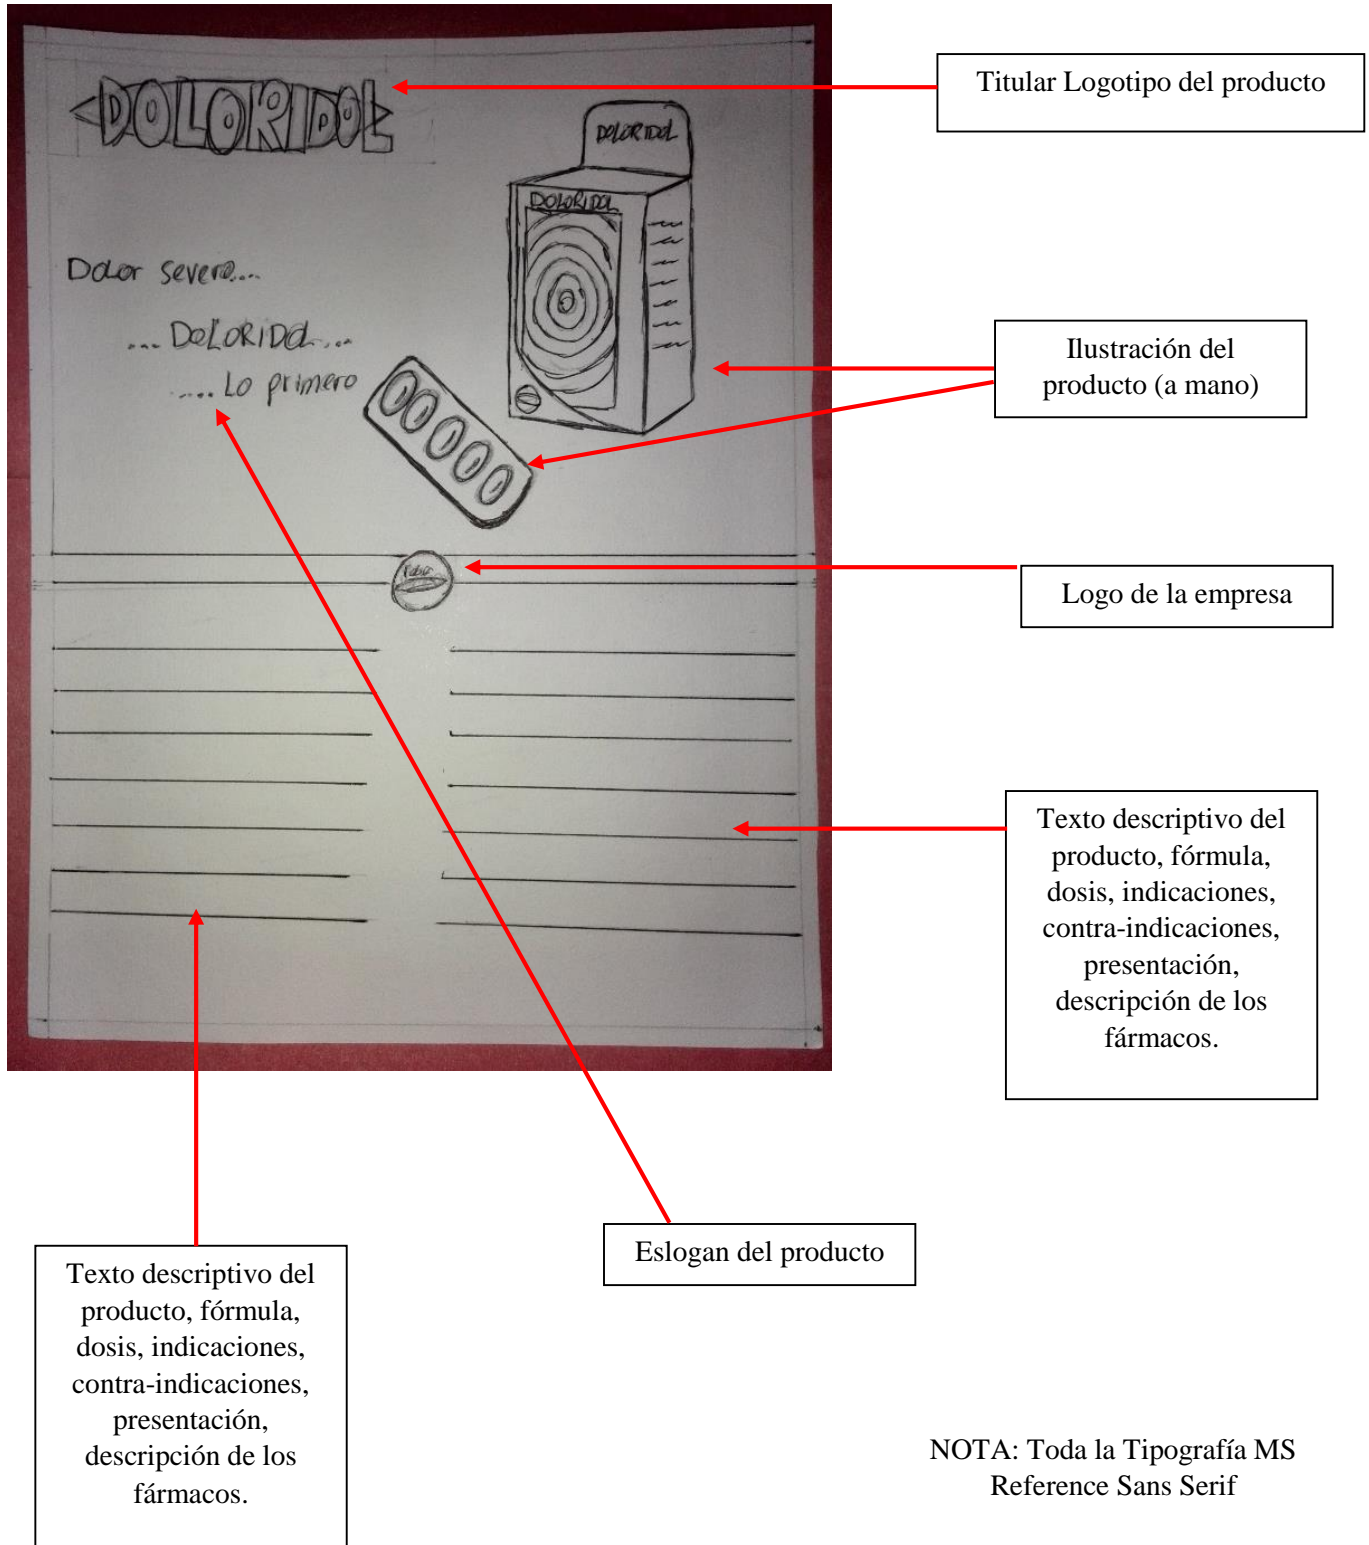 DOLORIDOL
Titular Logotipo del producto
DOLORIDOL
DOLORIDOL
Dolor severo...
... DOLORIDOL...
.... Lo primero
Ilustración del
producto (a mano)
Logo de la empresa
Texto descriptivo del
producto, fórmula,
dosis, indicaciones,
contra-indicaciones,
presentación,
descripción de los
fármacos.
Eslogan del producto
Texto descriptivo del
producto, fórmula,
dosis, indicaciones,
contra-indicaciones,
presentación,
descripción de los
fármacos.
NOTA: Toda la Tipografía MS
Reference Sans Serif